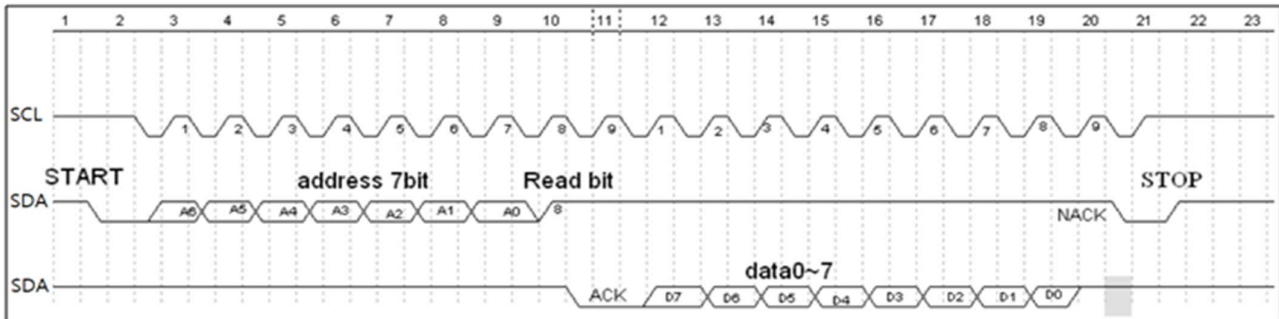 1 2 3 4 5 6 7 8 9 10 11 12 13 14 15 16 17 18 19 20 21 22 23
SCL 1 2 3 4 5 6 7 8 9 1 2 3 4 5 6 7 8 9
START address 7bit Read bit STOP
SDA A6 A5 A4 A3 A2 A1 A0 8 NACK
data0~7
SDA ACK D7 D6 D5 D4 D3 D2 D1 D0